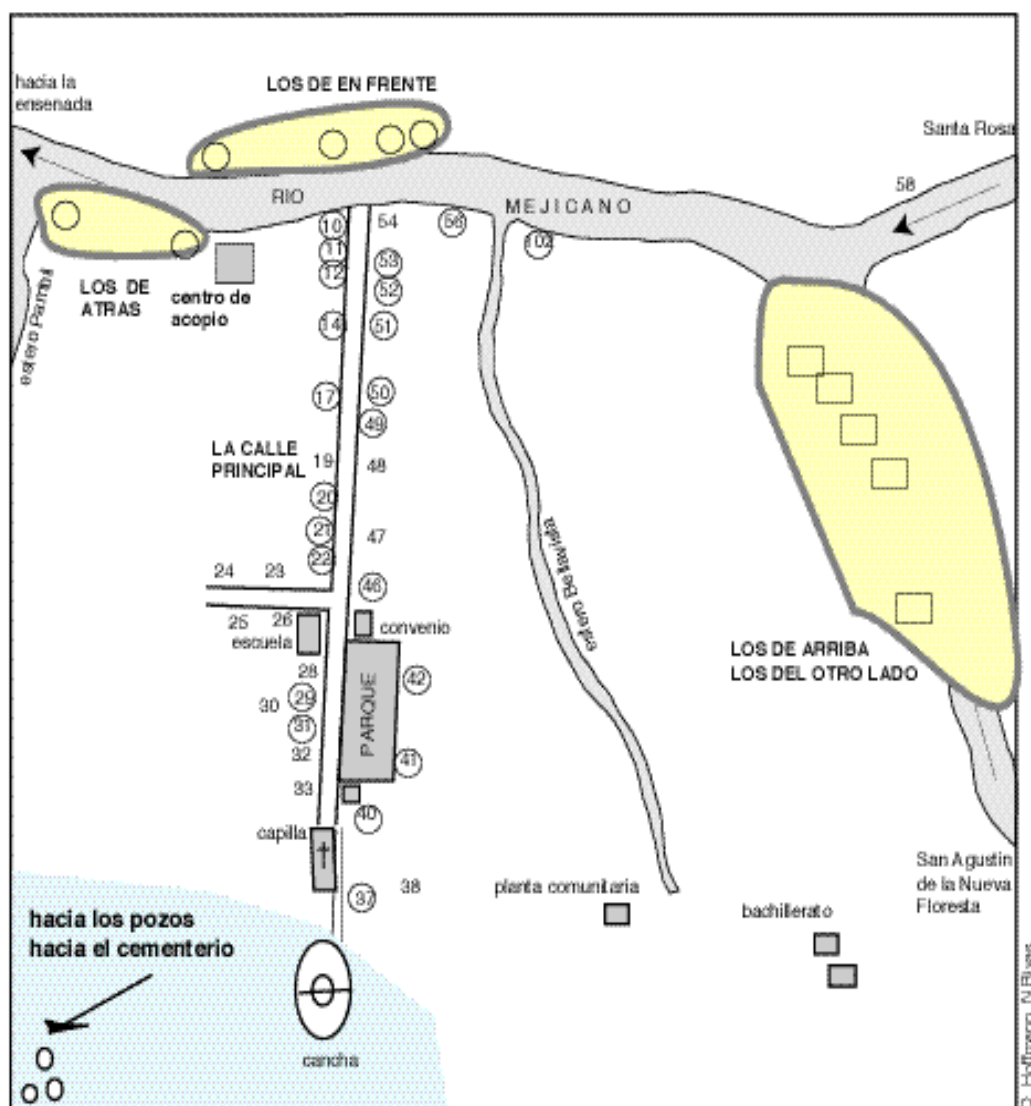 hacia la
ensenada
LOS DE EN FRENTE
Santa Rosa
58
RIO
MEJICANO
10
54
56
102
11
53
12
52
LOS DE
ATRAS
centro de
acopio
14
51
17
50
49
LA CALLE
PRINCIPAL
19
48
20
21
47
22
24
23
46
25
26
escuela
convenio
LOS DE ARRIBA
LOS DEL OTRO LADO
28
42
30
29
PARQUE
31
32
41
33
40
capilla
37
38
planta comunitaria
bachillerato
San Agustin
de la Nueva
Floresta
hacia los pozos
hacia el cementerio
cancha
estero
estero
O. Hoffmann, N Rivas